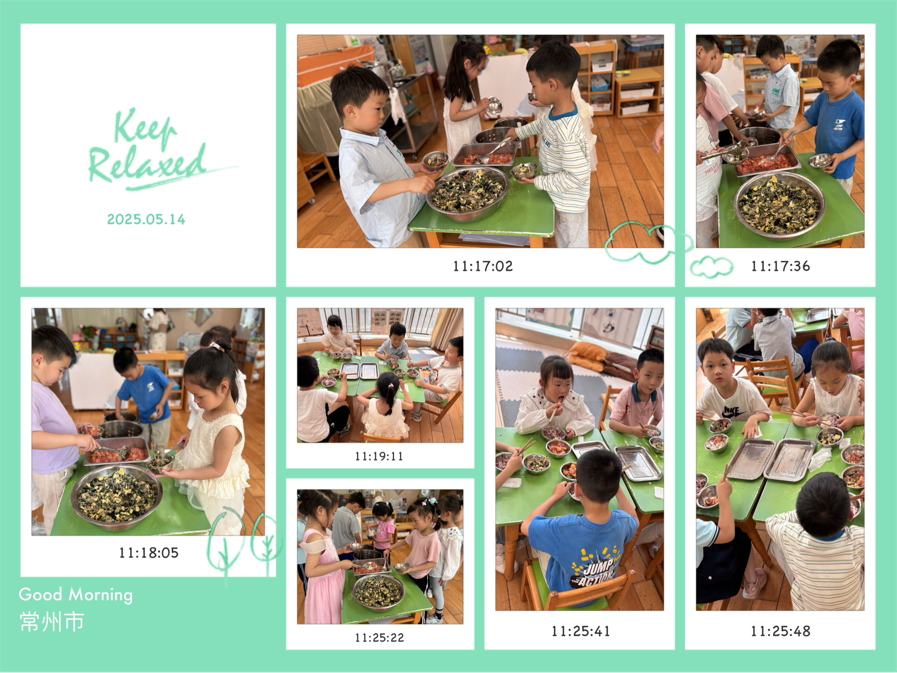 Keep
Relaxed
2025.05.14
11:17:02
11:17:36
11:18:05
11:19:11
11:25:22
JUMP
ACTION
11:25:41
11:25:48
Good Morning
常州市